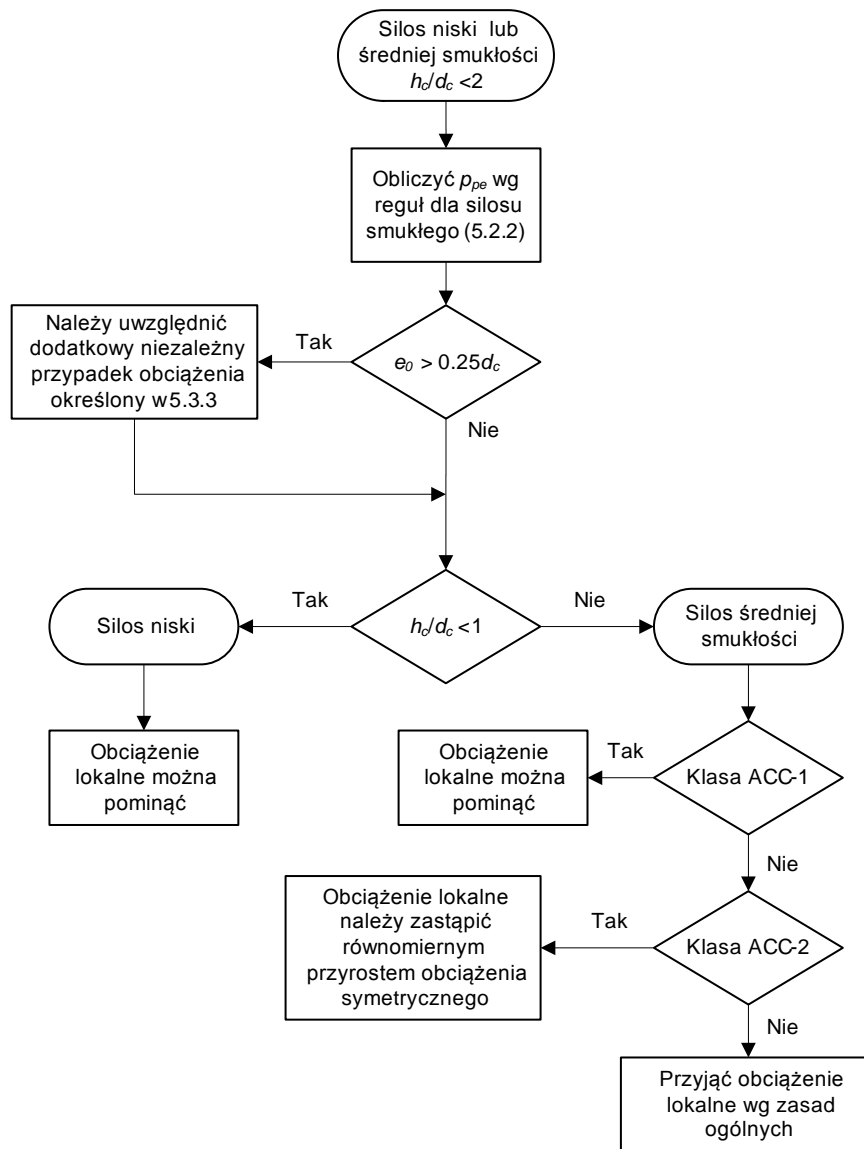 Silos niski lub
średniej smukłości
hc/dc <2
Obliczyć ppe wg
reguł dla silosu
smukłego (5.2.2)
Należy uwzględnić
dodatkowy niezależny
przypadek obciążenia
określony w5.3.3
Tak
e0 > 0.25dc
Nie
Silos niski
Tak
hc/dc <1
Nie
Silos średniej
smukłości
Obciążenie
lokalne można
pominąć
Obciążenie
lokalne można
pominąć
Tak
Klasa ACC-1
Nie
Obciążenie lokalne
należy zastąpić
równomiernym
przyrostem obciążenia
symetrycznego
Tak
Klasa ACC-2
Nie
Przyjąć obciążenie
lokalne wg zasad
ogólnych